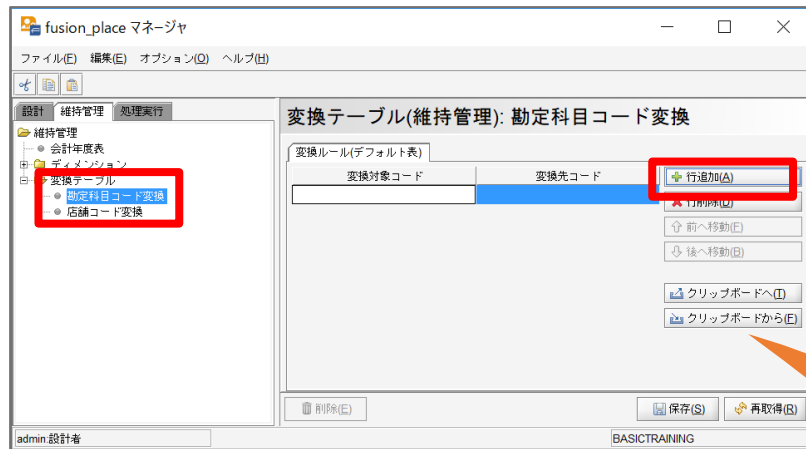 fusion_place マネージャ
ファイル(F) 編集(E) オプション(O) ヘルプ(H)
設計 維持管理 処理実行
維持管理
会計年度表
ディメンション
変換テーブル
勘定科目コード変換
店舗コード変換
変換テーブル(維持管理): 勘定科目コード変換
変換ルール(デフォルト表)
変換対象コード 変換先コード
行追加(A)
行削除(D)
前へ移動(F)
後へ移動(B)
クリップボードへ(T)
クリップボードから(F)
削除(E) 保存(S) 再取得(R)
admin:設計者 BASICTRAINING